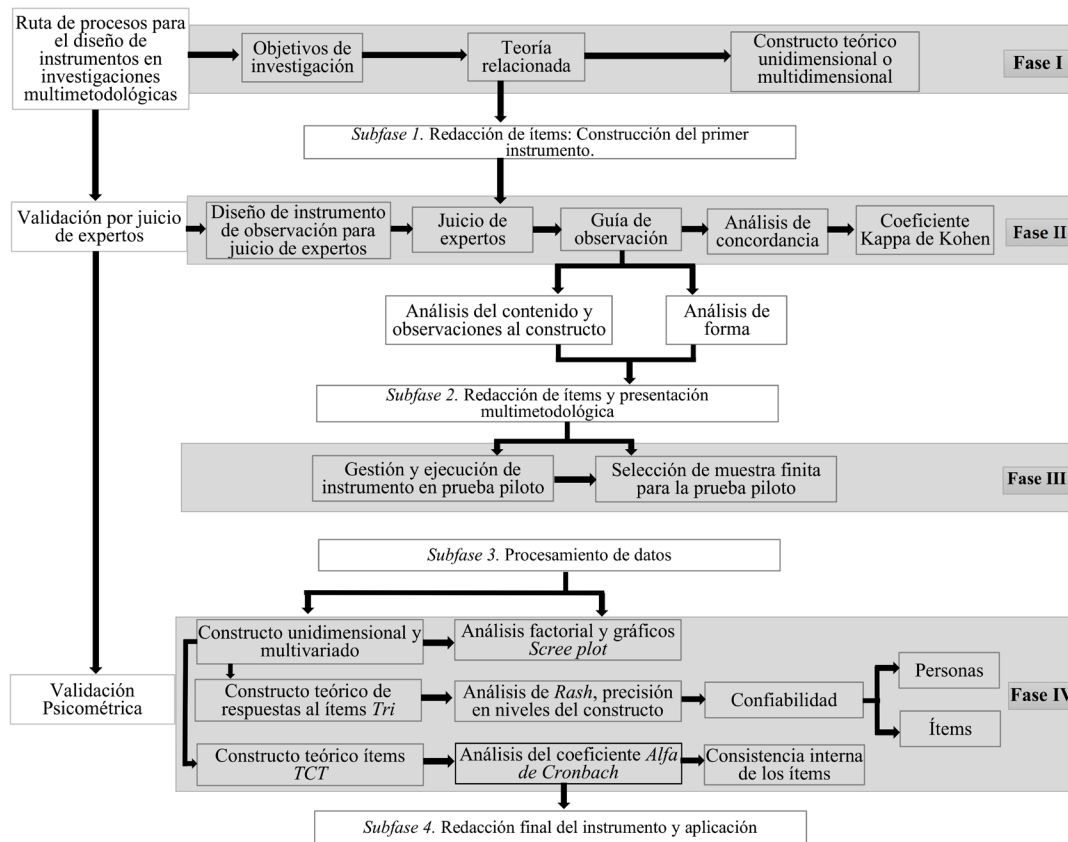 Ruta de procesos para
el diseño de
instrumentos en
investigaciones
multimetodológicas
Objetivos de
investigación
Teoría
relacionada
Constructo teórico
unidimensional o
multidimensional
Fase I
Subfase 1. Redacción de ítems: Construcción del primer
instrumento.
Validación por juicio
de expertos
Diseño de instrumento
de observación para
juicio de expertos
Juicio de
expertos
Guía de
observación
Análisis de
concordancia
Coeficiente
Kappa de Kohen
Fase II
Análisis del contenido y
observaciones al constructo
Análisis de
forma
Subfase 2. Redacción de ítems y presentación
multimetodológica
Gestión y ejecución de
instrumento en prueba piloto
Selección de muestra finita
para la prueba piloto
Fase III
Subfase 3. Procesamiento de datos
Constructo unidimensional y
multivariado
Análisis factorial y gráficos
Scree plot
Validación
Psicométrica
Constructo teórico de
respuestas al ítems Tri
Análisis de Rash, precisión
en niveles del constructo
Confiabilidad
Personas
Ítems
Fase IV
Constructo teórico ítems
TCT
Análisis del coeficiente Alfa
de Cronbach
Consistencia interna
de los ítems
Subfase 4. Redacción final del instrumento y aplicación